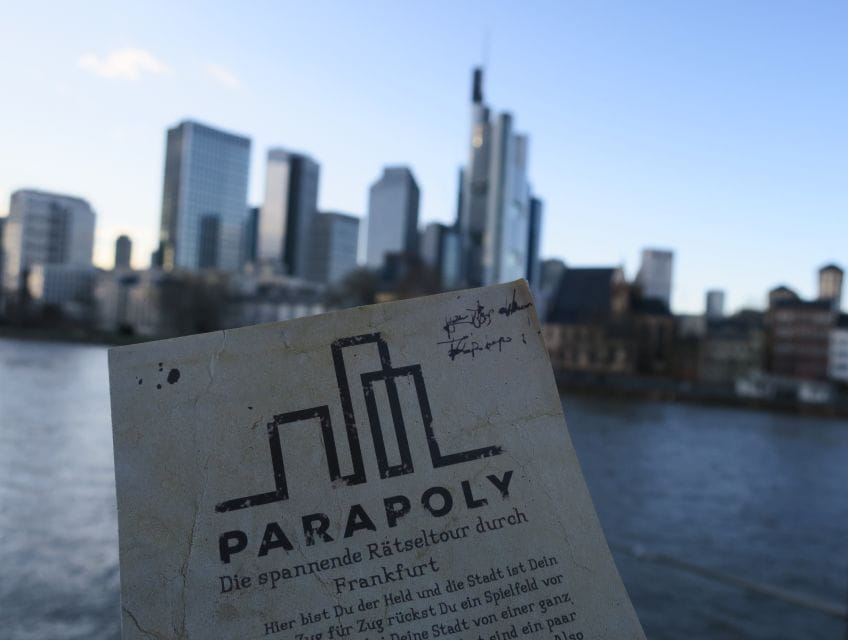 PARAPOLY
Die spannende Rätseltour durch
Frankfurt
Hier bist Du der Held und die Stadt ist Dein
Zug für Zug rückst Du ein Spielfeld vor
Deine Stadt von einer ganz
sind ein paar
Also